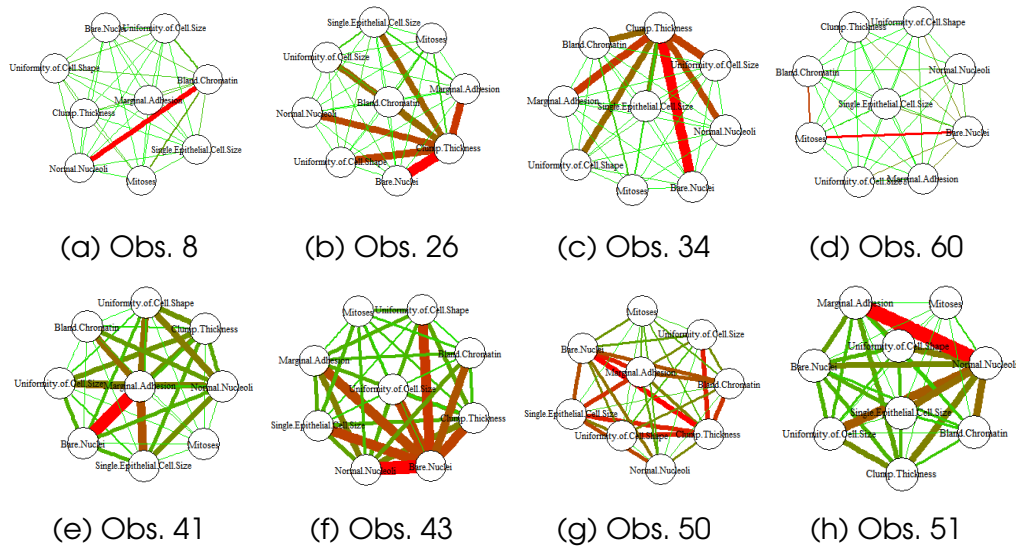 Bare.Nuclei
Uniformity.of.Cell.Size
Uniformity.of.Cell.Shape
Bland.Chromatin
Marginal.Adhesion
Clump.Thickness
Single.Epithelial.Cell.Size
Normal.Nucleoli
Mitoses
(a) Obs. 8
Single.Epithelial.Cell.Size
Mitoses
Uniformity.of.Cell.Size
Marginal.Adhesion
Bland.Chromatin
Normal.Nucleoli
Clump.Thickness
Uniformity.of.Cell.Shape
Bare.Nuclei
(b) Obs. 26
Clump.Thickness
Bland.Chromatin
Uniformity.of.Cell.Size
Marginal.Adhesion
Single.Epithelial.Cell.Size
Normal.Nucleoli
Uniformity.of.Cell.Shape
Mitoses
Bare.Nuclei
(c) Obs. 34
Uniformity.of.Cell.Shape
Clump.Thickness
Bland.Chromatin
Normal.Nucleoli
Single.Epithelial.Cell.Size
Mitoses
Bare.Nuclei
Uniformity.of.Cell.Size
Marginal.Adhesion
(d) Obs. 60
Uniformity.of.Cell.Shape
Bland.Chromatin
Clump.Thickness
Uniformity.of.Cell.Size
Marginal.Adhesion
Normal.Nucleoli
Bare.Nuclei
Mitoses
Single.Epithelial.Cell.Size
(e) Obs. 41
Mitoses
Uniformity.of.Cell.Shape
Marginal.Adhesion
Bland.Chromatin
Uniformity.of.Cell.Size
Clump.Thickness
Single.Epithelial.Cell.Size
Normal.Nucleoli
Bare.Nuclei
(f) Obs. 43
Mitoses
Uniformity.of.Cell.Size
Bare.Nuclei
Marginal.Adhesion
Bland.Chromatin
Single.Epithelial.Cell.Size
Uniformity.of.Cell.Shape
Clump.Thickness
Normal.Nucleoli
(g) Obs. 50
Marginal.Adhesion
Mitoses
Uniformity.of.Cell.Shape
Bare.Nuclei
Normal.Nucleoli
Single.Epithelial.Cell.Size
Uniformity.of.Cell.Size
Bland.Chromatin
Clump.Thickness
(h) Obs. 51